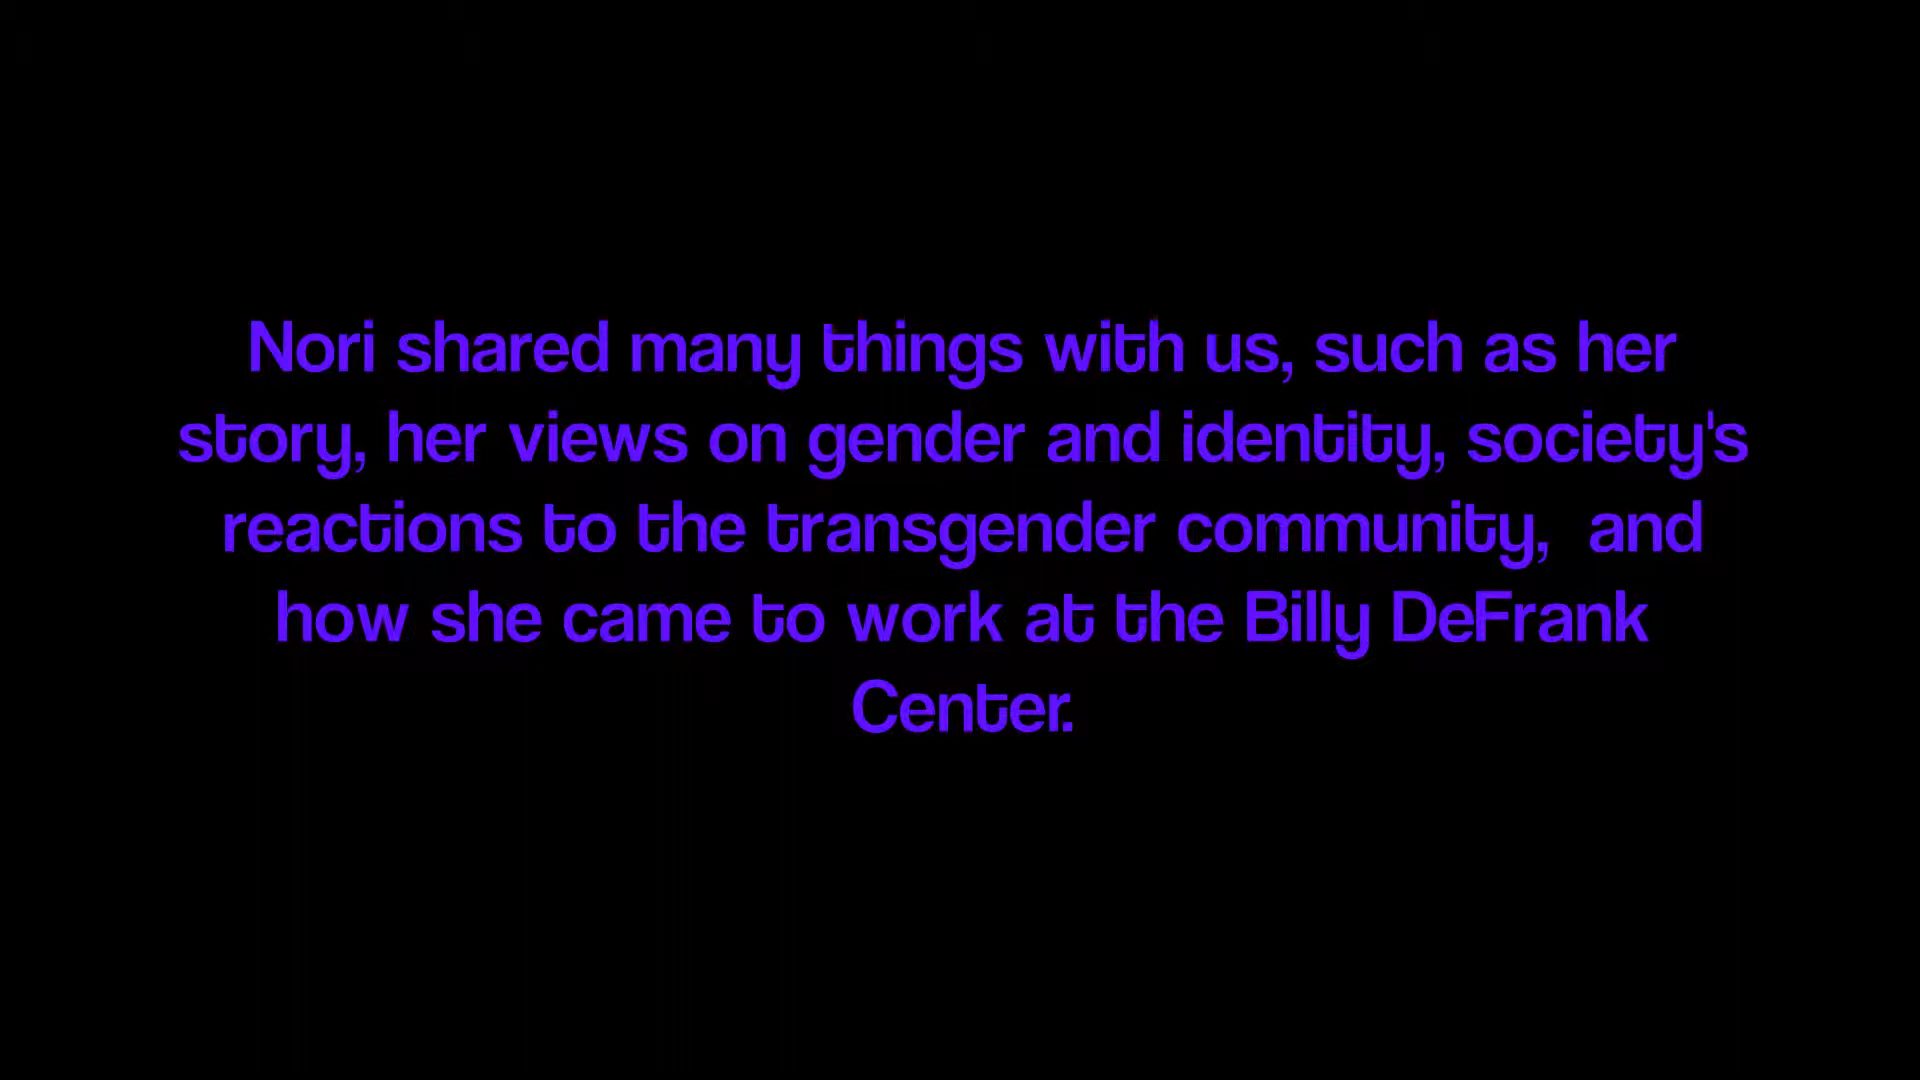 Nori shared many things with us, such as her
story, her views on gender and identity, society's
reactions to the transgender community,  and
how she came to work at the Billy DeFrank
Center.